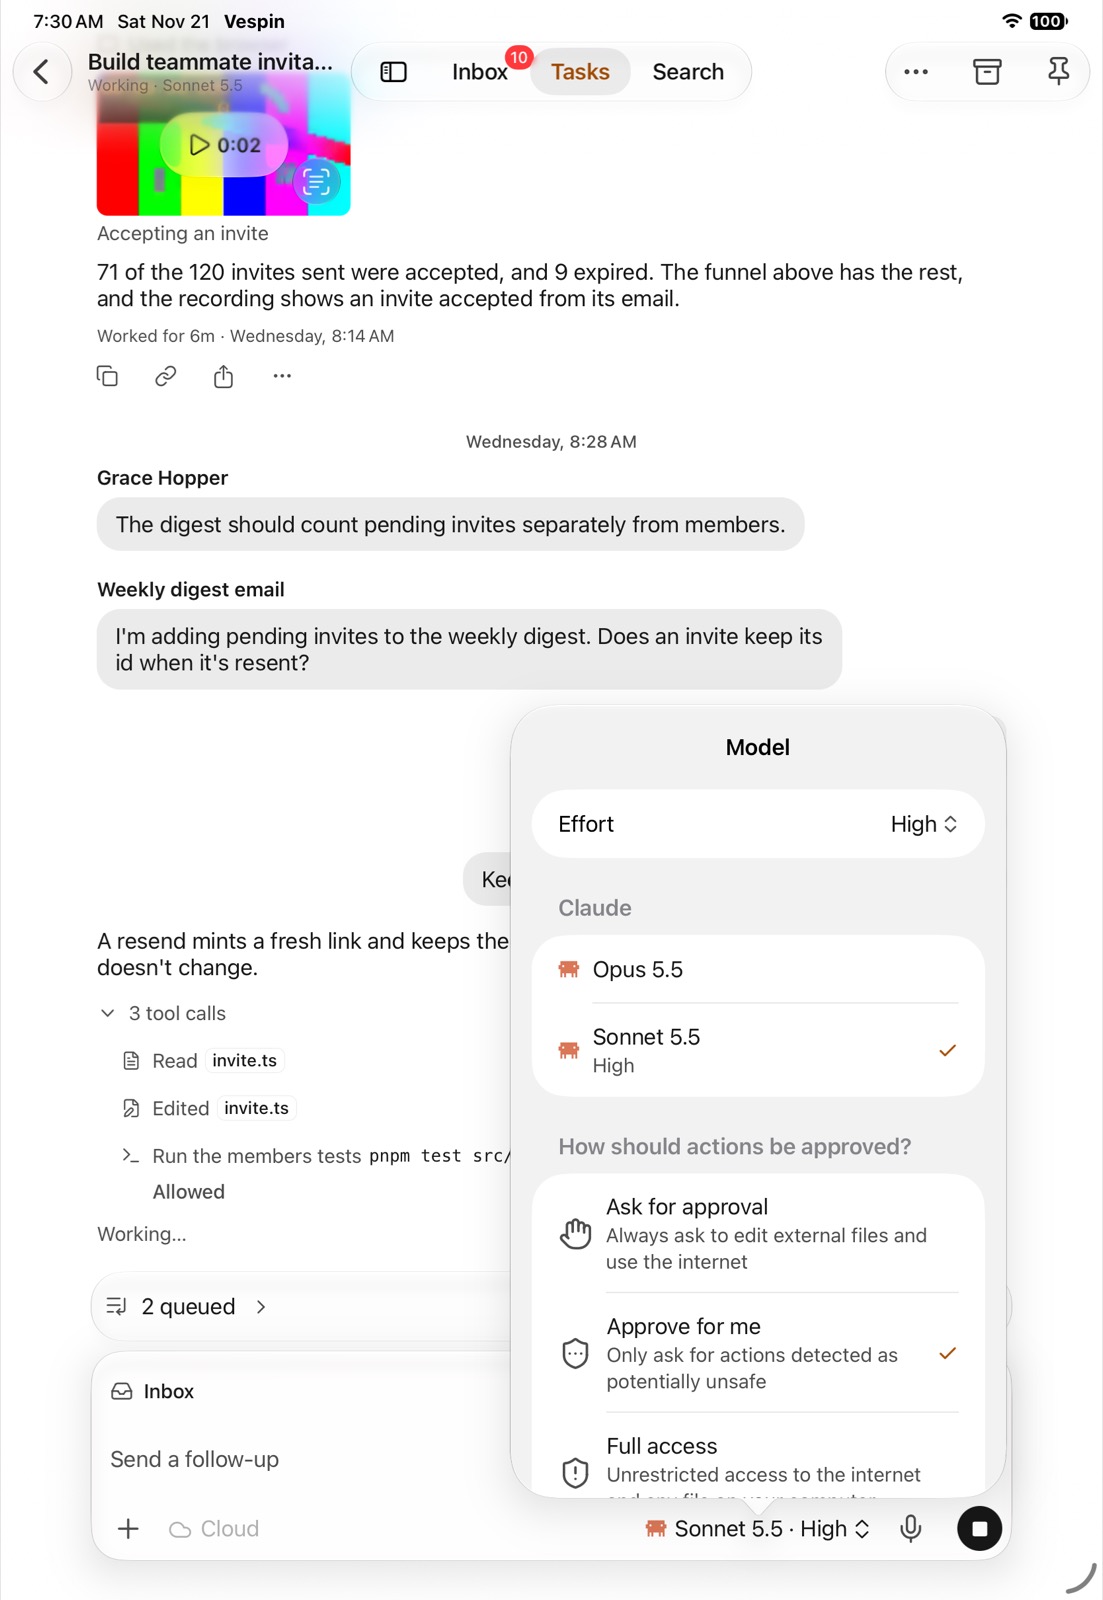 7:30 AM Sat Nov 21 Vespin
100
Build teammate invita...
Working · Sonnet 5.5
Inbox
10
Tasks
Search
0:02
Accepting an invite
71 of the 120 invites sent were accepted, and 9 expired. The funnel above has the rest,
and the recording shows an invite accepted from its email.
Worked for 6m · Wednesday, 8:14 AM
Wednesday, 8:28 AM
Grace Hopper
The digest should count pending invites separately from members.
Weekly digest email
I'm adding pending invites to the weekly digest. Does an invite keep its
id when it's resent?
A resend mints a fresh link and keeps the
doesn't change.
3 tool calls
Read invite.ts
Edited invite.ts
Run the members tests pnpm test src/
Allowed
Working...
2 queued
Inbox
Send a follow-up
Cloud
Sonnet 5.5 · High
Model
Effort
High
Claude
Opus 5.5
Sonnet 5.5
High
How should actions be approved?
Ask for approval
Always ask to edit external files and
use the internet
Approve for me
Only ask for actions detected as
potentially unsafe
Full access
Unrestricted access to the internet